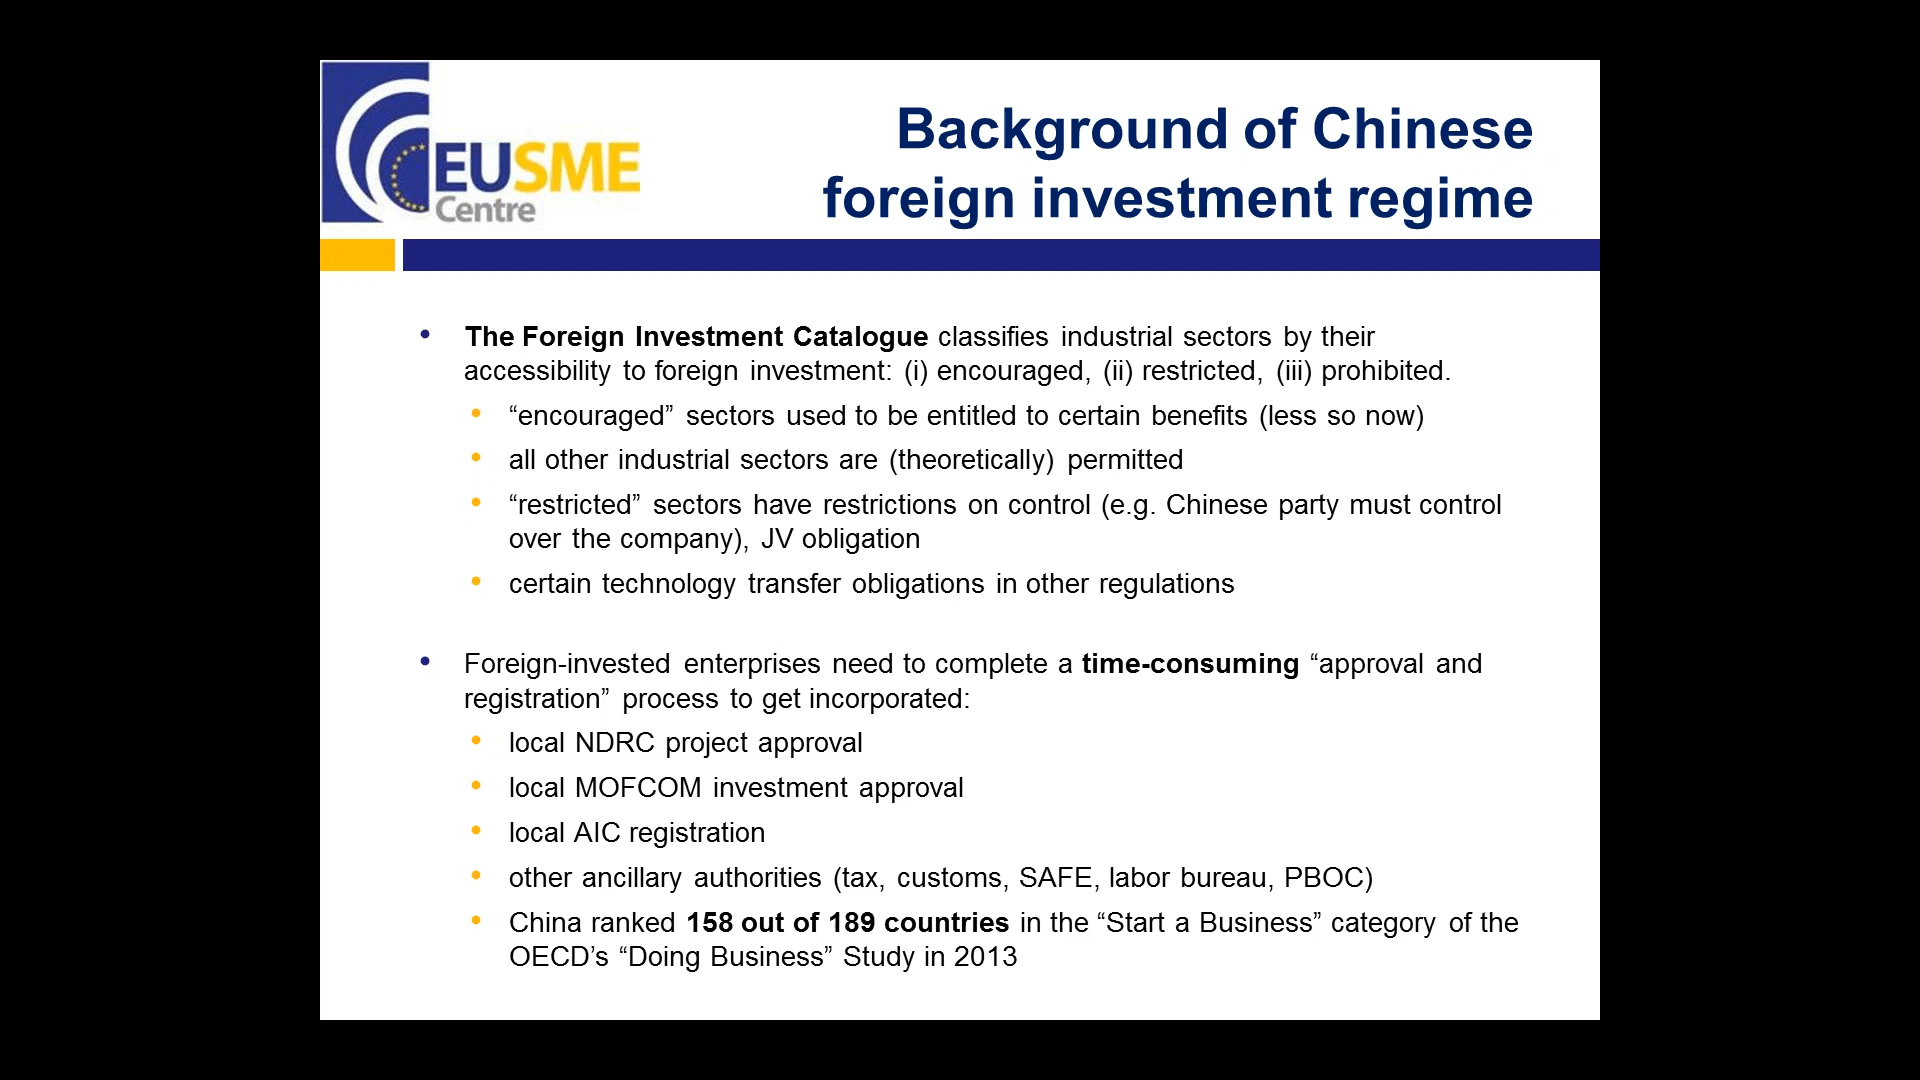 EUSME
Centre
Background of Chinese
foreign investment regime
• The Foreign Investment Catalogue classifies industrial sectors by their
accessibility to foreign investment: (i) encouraged, (ii) restricted, (iii) prohibited.
• “encouraged” sectors used to be entitled to certain benefits (less so now)
• all other industrial sectors are (theoretically) permitted
• “restricted” sectors have restrictions on control (e.g. Chinese party must control
over the company), JV obligation
• certain technology transfer obligations in other regulations
• Foreign-invested enterprises need to complete a time-consuming “approval and
registration” process to get incorporated:
• local NDRC project approval
• local MOFCOM investment approval
• local AIC registration
• other ancillary authorities (tax, customs, SAFE, labor bureau, PBOC)
• China ranked 158 out of 189 countries in the “Start a Business” category of the
OECD’s “Doing Business” Study in 2013